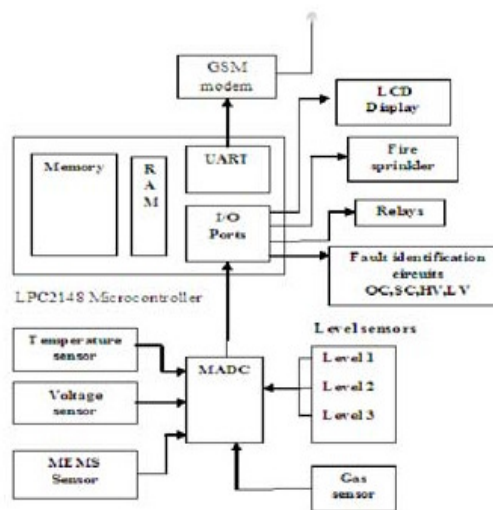 GSM
modem
LCD
Display
UART
Memory
R
A
M
Fire
sprinkler
I/O
Ports
Relays
Fault identification
circuits
OC,SC,HV,LV
LPC2148 Microcontroller
Level sensors
Temperature
sensor
MADC
Level 1
Level 2
Level 3
Voltage
sensor
MEMS
Sensor
Gas
sensor